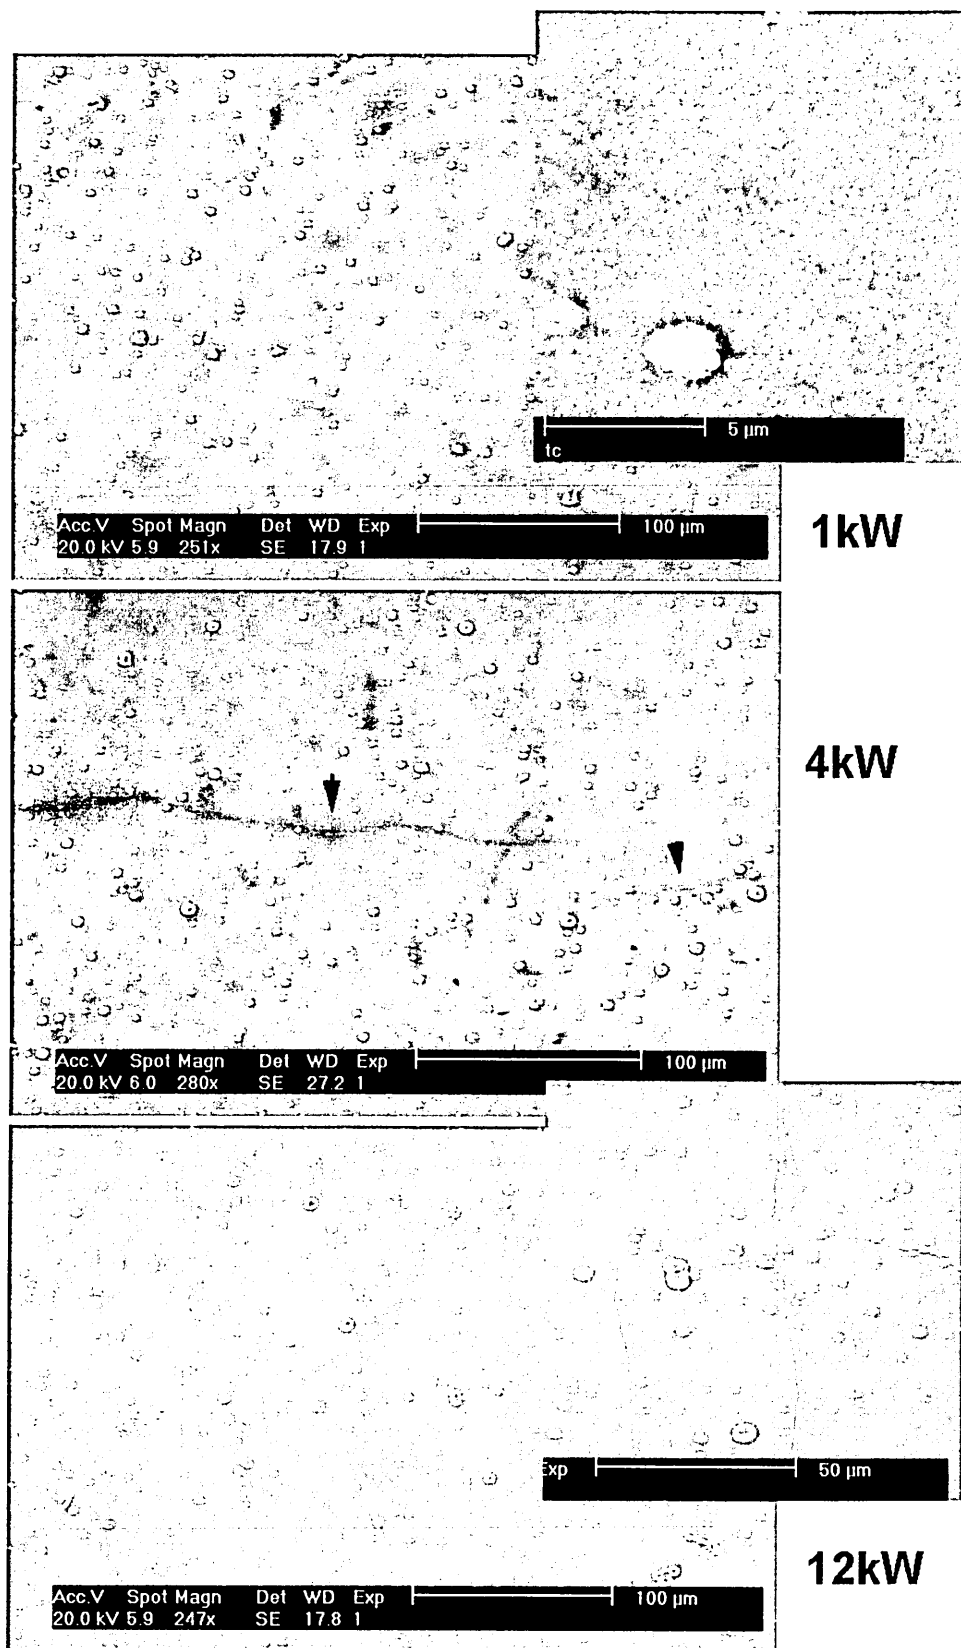 5 µm
tc
Acc.V Spot Magn Det WD Exp 100 µm
20.0 kV 5.9 251x SE 17.9 1
1kW
4kW
Acc.V Spot Magn Det WD Exp 100 µm
20.0 kV 6.0 280x SE 27.2 1
Exp 50 µm
12kW
Acc.V Spot Magn Det WD Exp 100 µm
20.0 kV 5.9 247x SE 17.8 1